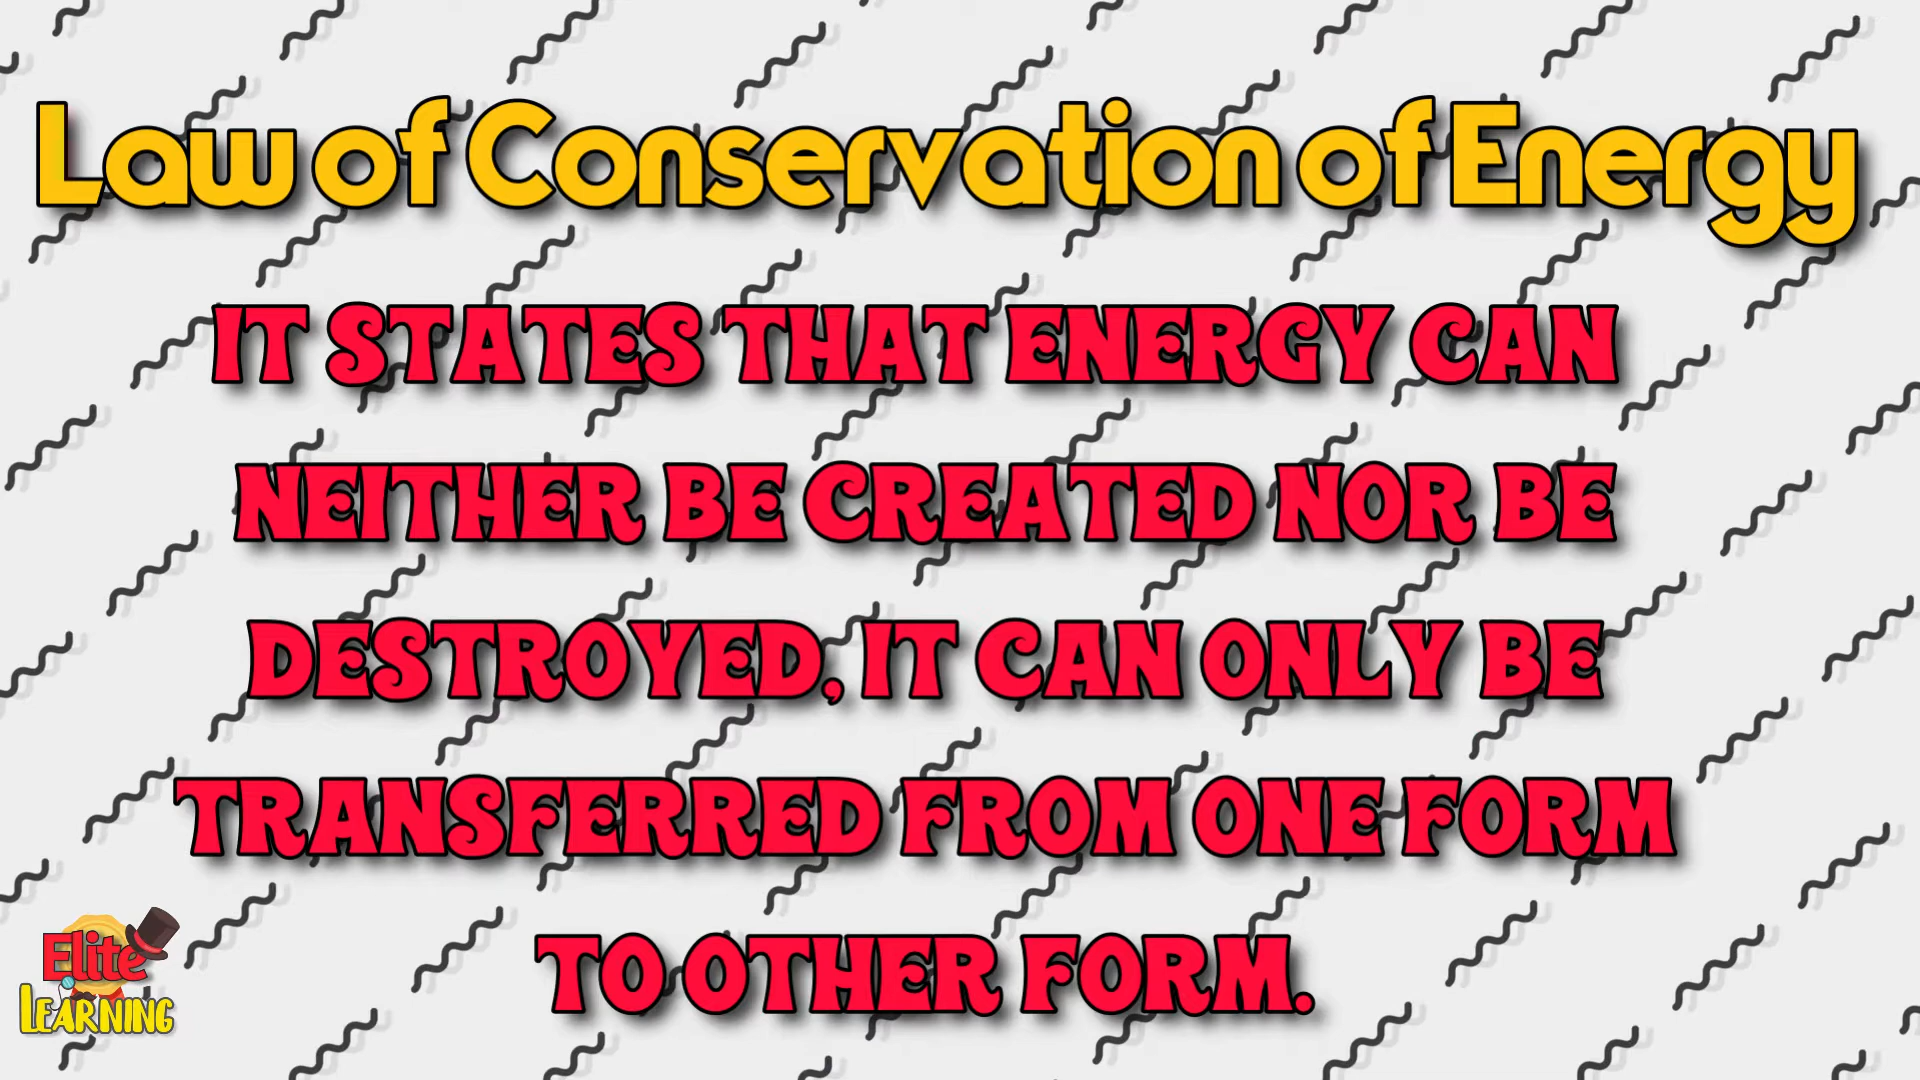 Law of Conservation of Energy
IT STATES THAT ENERGY CAN
NEITHER BE CREATED NOR BE
DESTROYED, IT CAN ONLY BE
TRANSFERRED FROM ONE FORM
TO OTHER FORM.
Elite
LEARNING